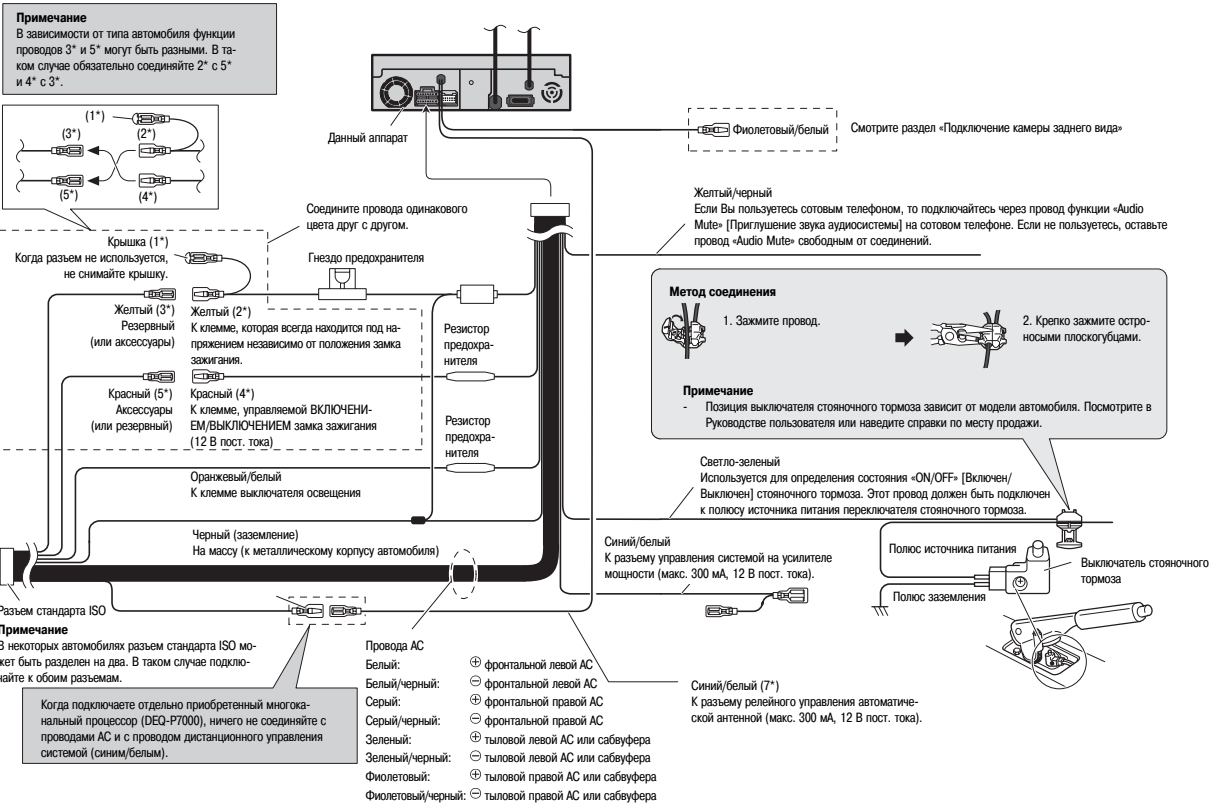 Примечание
В зависимости от типа автомобиля функции
проводов 3* и 5* могут быть разными. В та-
ком случае обязательно соединяйте 2* с 5*
и 4* с 3*.
(1*)
(3*)
(2*)
(5*)
(4*)
Данный аппарат
Фиолетовый/белый
Смотрите раздел «Подключение камеры заднего вида»
Желтый/черный
Если Вы пользуетесь сотовым телефоном, то подключайтесь через провод функции «Audio
Mute» [Приглушение звука аудиосистемы] на сотовом телефоне. Если не пользуетесь, оставьте
провод «Audio Mute» свободным от соединений.
Соедините провода одинакового
цвета друг с другом.
Крышка (1*)
Когда разъем не используется,
не снимайте крышку.
Гнездо предохранителя
Желтый (3*)
Резервный
(или аксессуары)
Желтый (2*)
К клемме, которая всегда находится под на-
пряжением независимо от положения замка
зажигания.
Резистор
предохра-
нителя
Красный (5*)
Аксессуары
(или резервный)
Красный (4*)
К клемме, управляемой ВКЛЮЧЕНИ-
ЕМ/ВЫКЛЮЧЕНИЕМ замка зажигания
(12 В пост. тока)
Резистор
предохра-
нителя
Оранжевый/белый
К клемме выключателя освещения
Черный (заземление)
На массу (к металлическому корпусу автомобиля)
Метод соединения
1. Зажмите провод.
2. Крепко зажмите остро-
носыми плоскогубцами.
Примечание
- Позиция выключателя стояночного тормоза зависит от модели автомобиля. Посмотрите в
Руководстве пользователя или наведите справки по месту продажи.
Светло-зеленый
Используется для определения состояния «ON/OFF» [Включен/
Выключен] стояночного тормоза. Этот провод должен быть подключен
к полюсу источника питания переключателя стояночного тормоза.
Синий/белый
К разъему управления системой на усилителе
мощности (макс. 300 мА, 12 В пост. тока).
Полюс источника питания
Выключатель стояночного
тормоза
Полюс заземления
Разъем стандарта ISO
Примечание
В некоторых автомобилях разъем стандарта ISO мо-
жет быть разделен на два. В таком случае подклю-
чайте к обоим разъемам.
Когда подключаете отдельно приобретенный многока-
нальный процессор (DEQ-P7000), ничего не соединяйте с
проводами АС и с проводом дистанционного управления
системой (синим/белым).
Провода АС
Белый: ⊕ фронтальной левой АС
Белый/черный: ⊖ фронтальной левой АС
Серый: ⊕ фронтальной правой АС
Серый/черный: ⊖ фронтальной правой АС
Зеленый: ⊕ тыловой левой АС или сабвуфера
Зеленый/черный: ⊖ тыловой левой АС или сабвуфера
Фиолетовый: ⊕ тыловой правой АС или сабвуфера
Фиолетовый/черный: ⊖ тыловой правой АС или сабвуфера
Синий/белый (7*)
К разъему релейного управления автоматиче-
ской антенной (макс. 300 мА, 12 В пост. тока).